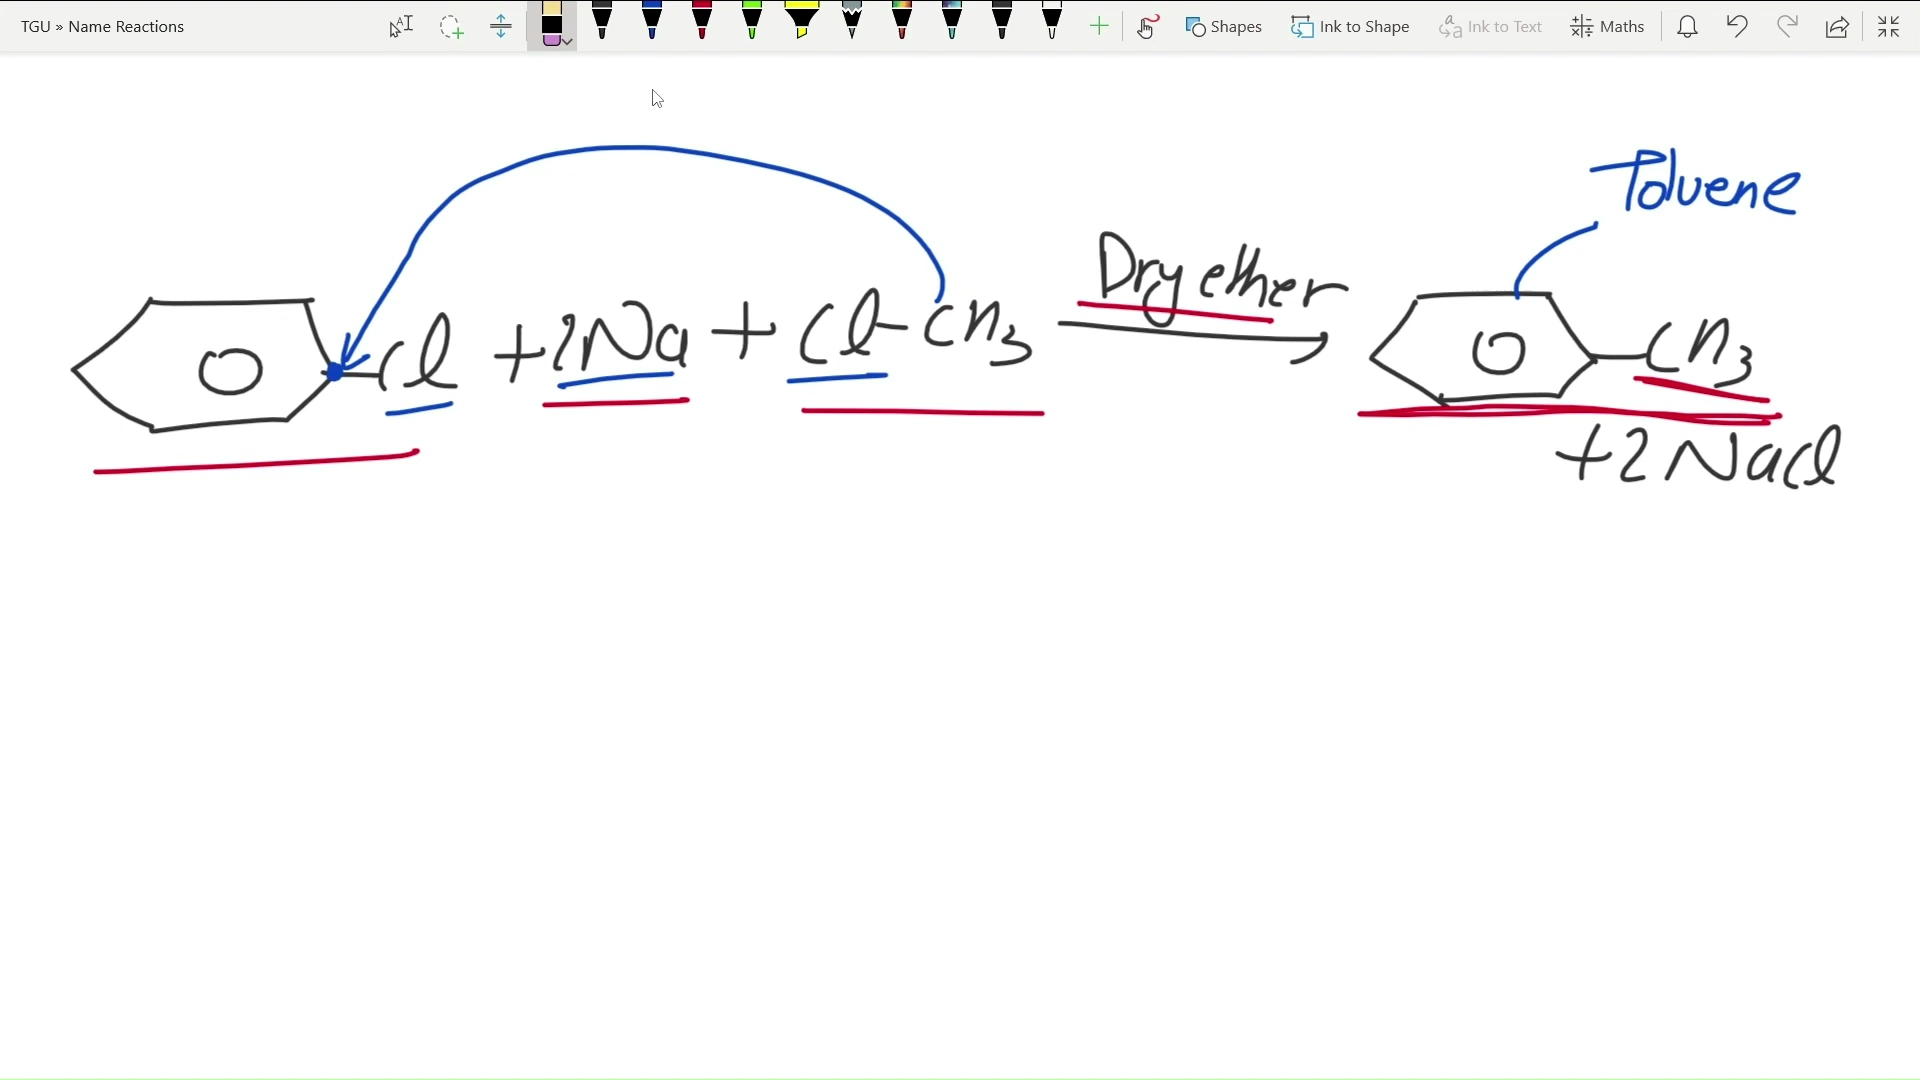 TGU » Name Reactions
Shapes
Ink to Shape
Ink to Text
Maths
Toluene
Cl + 2Na + Cl-CH3
Dry ether
CH3
+2NaCl